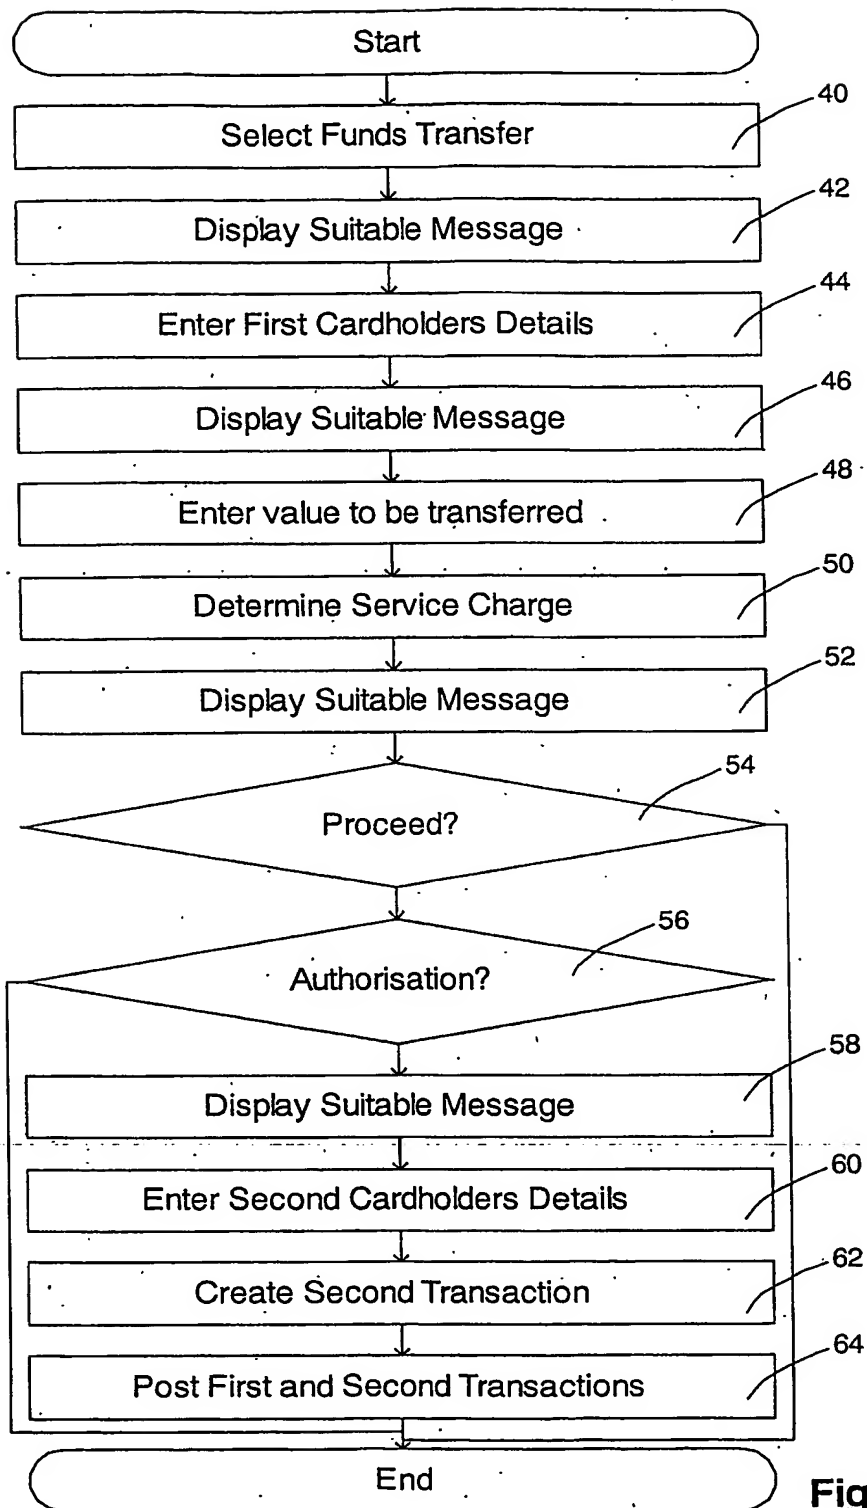 Start
40
Select Funds Transfer
42
Display Suitable Message
44
Enter First Cardholders Details
46
Display Suitable Message
48
Enter value to be transferred
50
Determine Service Charge
52
Display Suitable Message
54
Proceed?
56
Authorisation?
58
Display Suitable Message
60
Enter Second Cardholders Details
62
Create Second Transaction
64
Post First and Second Transactions
End
Fig